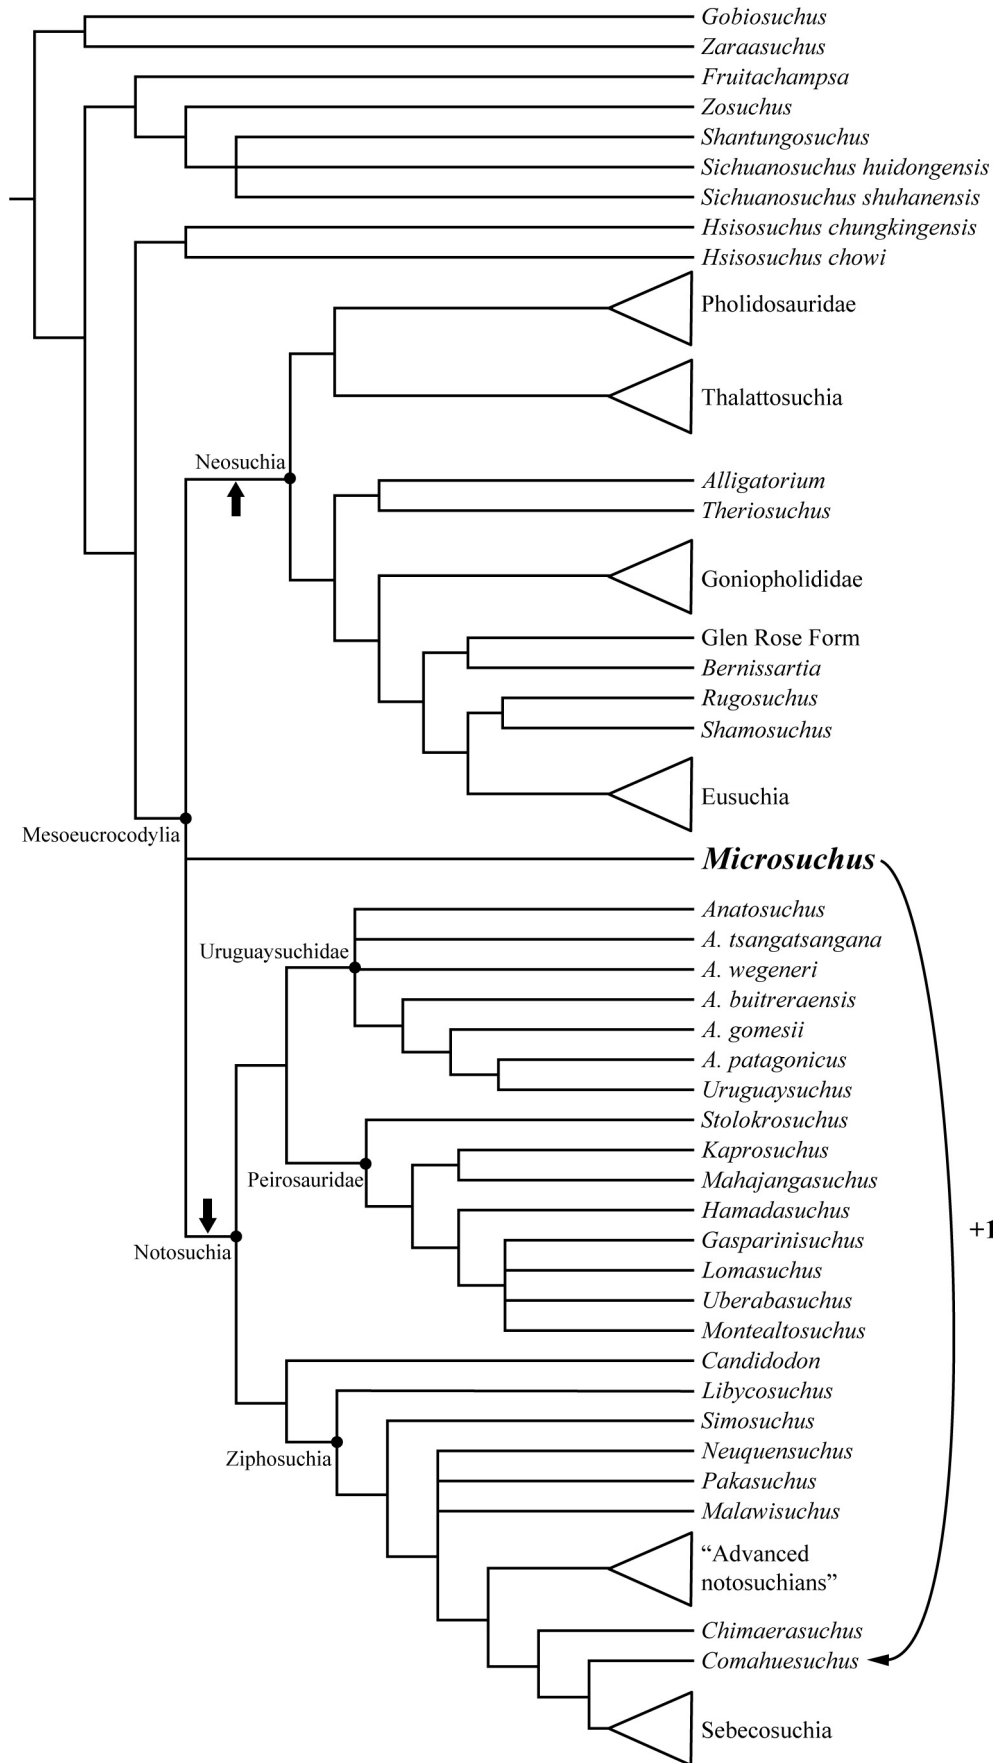 Gobiosuchus
Zaraasuchus
Fruitachampsa
Zosuchus
Shantungosuchus
Sichuanosuchus huidongensis
Sichuanosuchus shuhanensis
Hsisosuchus chungkingensis
Hsisosuchus chowi
Pholidosauridae
Thalattosuchia
Neosuchia
Alligatorium
Theriosuchus
Goniopholididae
Glen Rose Form
Bernissartia
Rugosuchus
Shamosuchus
Eusuchia
Mesoeucrocodylia
Microsuchus
Anatosuchus
A. tsangatsangana
Uruguaysuchidae
A. wegeneri
A. buitreraensis
A. gomesii
A. patagonicus
Uruguaysuchus
Stolokrosuchus
Kaprosuchus
Peirosauridae
Mahajangasuchus
Hamadasuchus
+1
Gasparinisuchus
Notosuchia
Lomasuchus
Uberabasuchus
Montealtosuchus
Candidodon
Libycosuchus
Simosuchus
Neuquensuchus
Ziphosuchia
Pakasuchus
Malawisuchus
“Advanced
notosuchians”
Chimaerasuchus
Comahuesuchus
Sebecosuchia